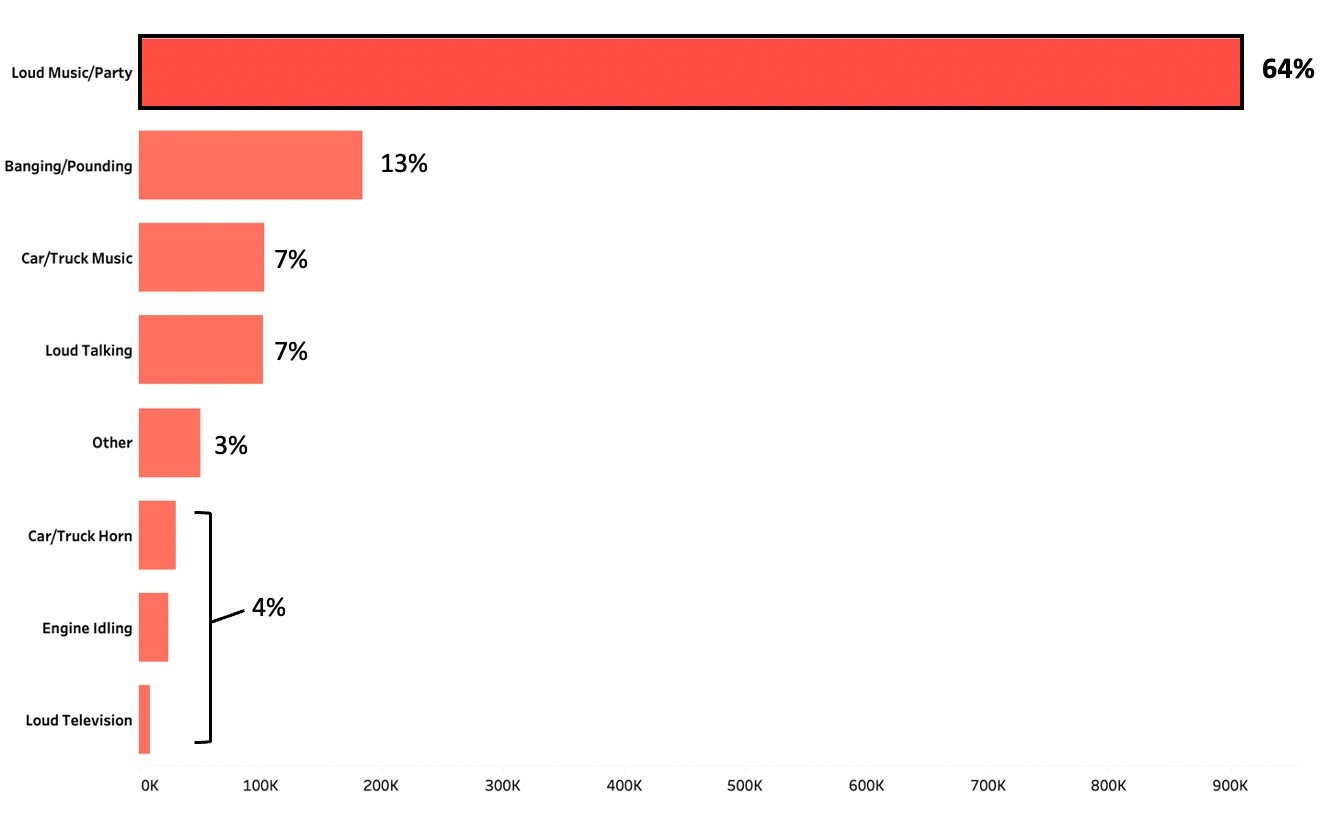 Loud Music/Party
64%
Banging/Pounding
13%
Car/Truck Music
7%
Loud Talking
7%
Other
3%
Car/Truck Horn
Engine Idling
4%
Loud Television
0K 100K 200K 300K 400K 500K 600K 700K 800K 900K